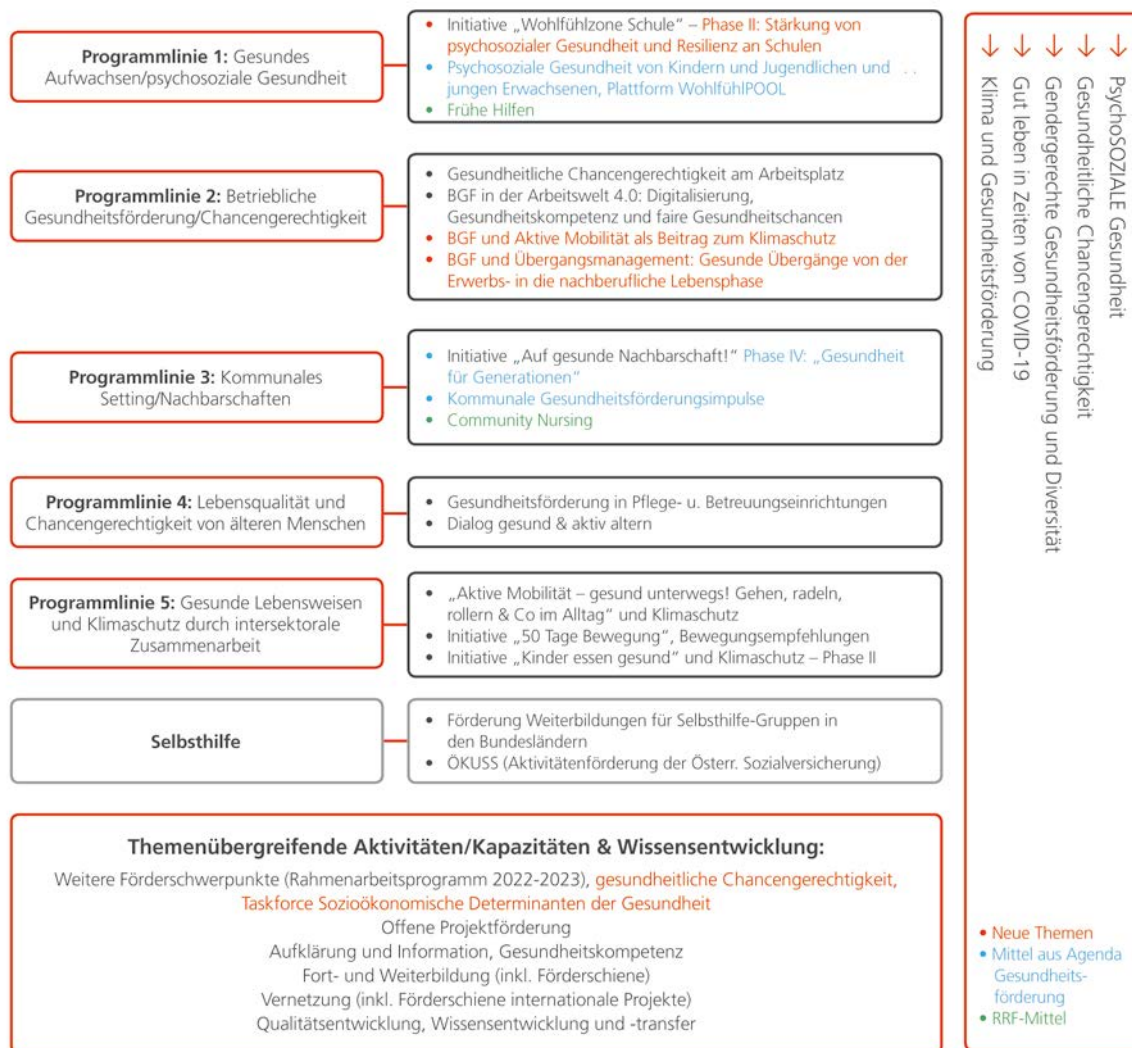 Programmlinie 1: Gesundes
Aufwachsen/psychosoziale Gesundheit
• Initiative „Wohlfühlzone Schule“ – Phase II: Stärkung von
psychosozialer Gesundheit und Resilienz an Schulen
• Psychosoziale Gesundheit von Kindern und Jugendlichen und . .
jungen Erwachsenen, Plattform WohlfühlPOOL
• Frühe Hilfen
Programmlinie 2: Betriebliche
Gesundheitsförderung/Chancengerechtigkeit
• Gesundheitliche Chancengerechtigkeit am Arbeitsplatz
• BGF in der Arbeitswelt 4.0: Digitalisierung,
Gesundheitskompetenz und faire Gesundheitschancen
• BGF und Aktive Mobilität als Beitrag zum Klimaschutz
• BGF und Übergangsmanagement: Gesunde Übergänge von der
Erwerbs- in die nachberufliche Lebensphase
Programmlinie 3: Kommunales
Setting/Nachbarschaften
• Initiative „Auf gesunde Nachbarschaft!“ Phase IV: „Gesundheit
für Generationen“
• Kommunale Gesundheitsförderungsimpulse
• Community Nursing
Programmlinie 4: Lebensqualität und
Chancengerechtigkeit von älteren Menschen
• Gesundheitsförderung in Pflege- u. Betreuungseinrichtungen
• Dialog gesund & aktiv altern
Programmlinie 5: Gesunde Lebensweisen
und Klimaschutz durch intersektorale
Zusammenarbeit
• „Aktive Mobilität – gesund unterwegs! Gehen, radeln,
rollern & Co im Alltag“ und Klimaschutz
• Initiative „50 Tage Bewegung“, Bewegungsempfehlungen
• Initiative „Kinder essen gesund“ und Klimaschutz – Phase II
Selbsthilfe
• Förderung Weiterbildungen für Selbsthilfe-Gruppen in
den Bundesländern
• ÖKUSS (Aktivitätenförderung der Österr. Sozialversicherung)
Themenübergreifende Aktivitäten/Kapazitäten & Wissensentwicklung:
Weitere Förderschwerpunkte (Rahmenarbeitsprogramm 2022-2023), gesundheitliche Chancengerechtigkeit,
Taskforce Sozioökonomische Determinanten der Gesundheit
Offene Projektförderung
Aufklärung und Information, Gesundheitskompetenz
Fort- und Weiterbildung (inkl. Förderschiene)
Vernetzung (inkl. Förderschiene internationale Projekte)
Qualitätsentwicklung, Wissensentwicklung und -transfer
→ PsychoSOZIALE Gesundheit
→ Gesundheitliche Chancengerechtigkeit
→ Gendergerechte Gesundheitsförderung und Diversität
→ Gut leben in Zeiten von COVID-19
→ Klima und Gesundheitsförderung
• Neue Themen
• Mittel aus Agenda
Gesundheits-
förderung
• RRF-Mittel